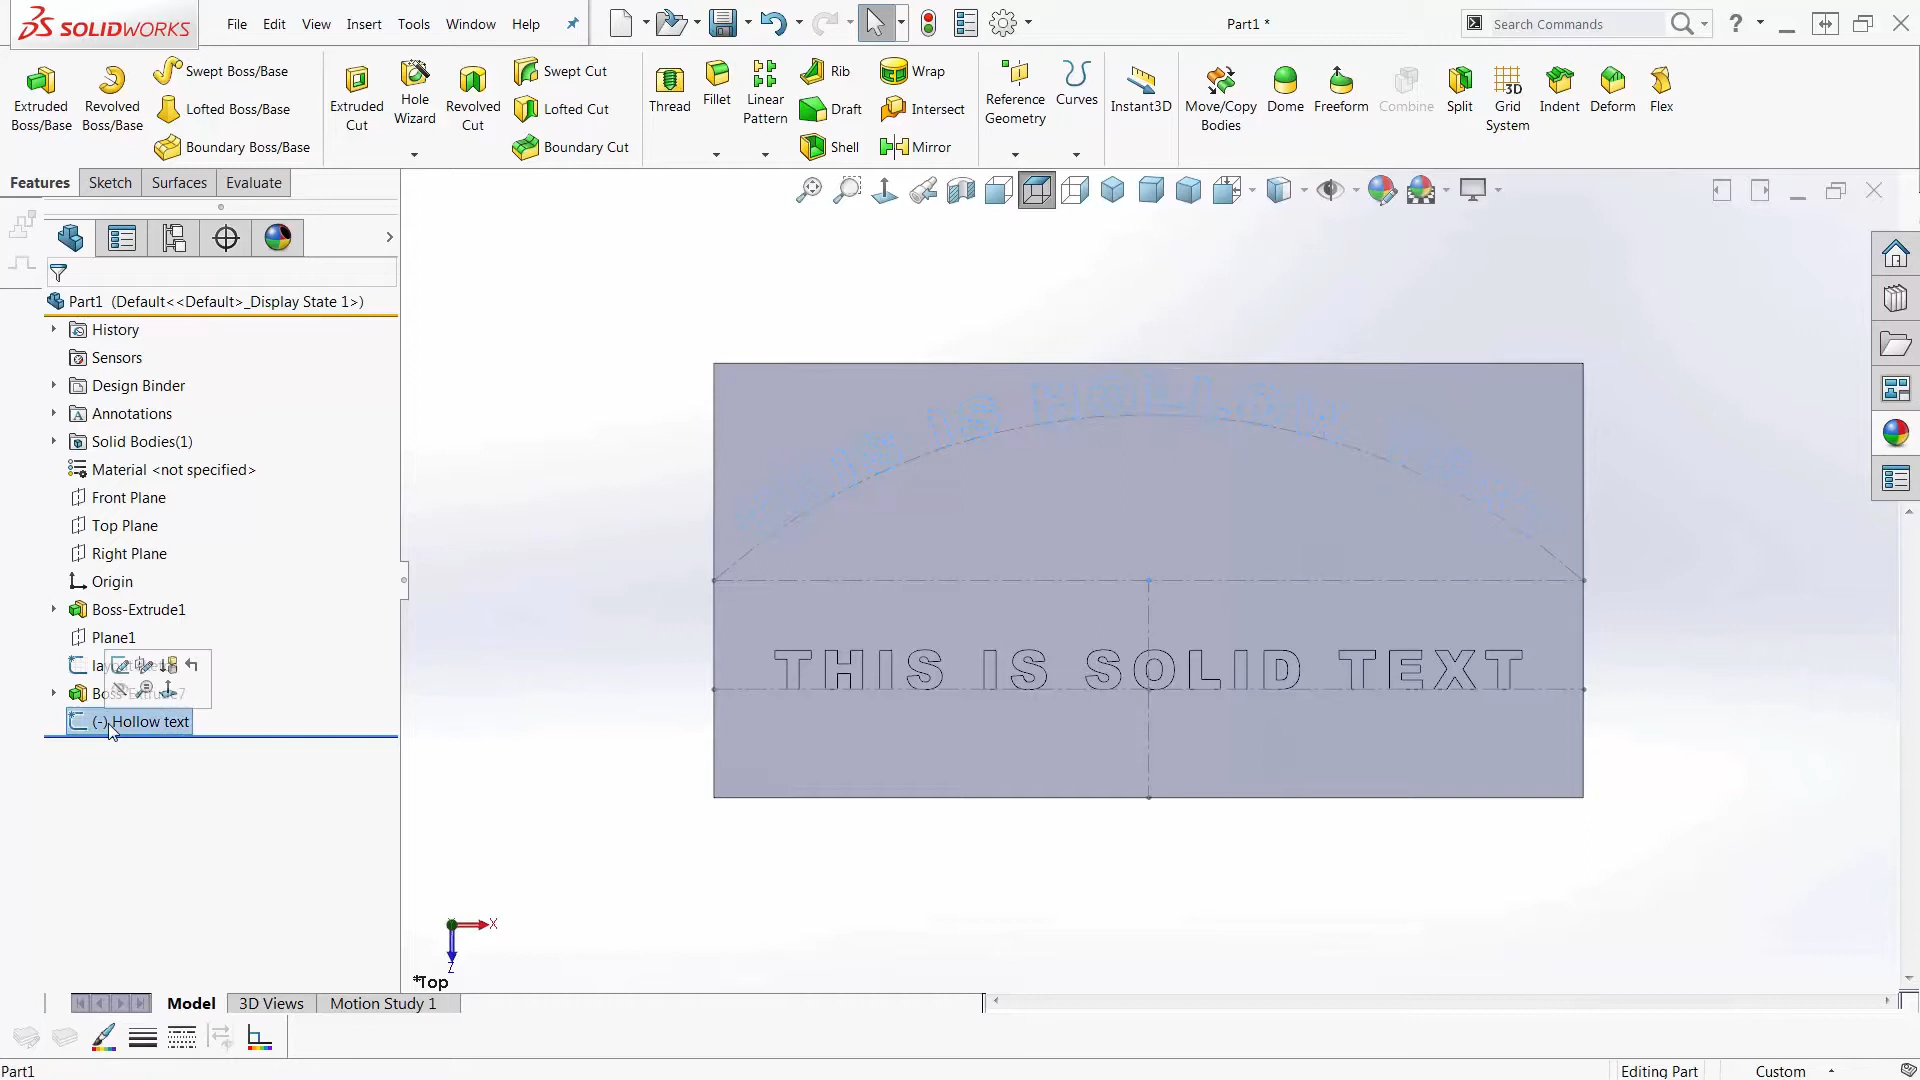 SOLIDWORKS
File Edit View Insert Tools Window Help
Part1 *
Search Commands
?
Extruded Boss/Base
Revolved Boss/Base
Swept Boss/Base
Lofted Boss/Base
Boundary Boss/Base
Extruded Cut
Hole Wizard
Revolved Cut
Swept Cut
Lofted Cut
Boundary Cut
Thread
Fillet
Linear Pattern
Rib
Draft
Shell
Wrap
Intersect
Mirror
Reference Geometry
Curves
Instant3D
Move/Copy Bodies
Dome
Freeform
Combine
Split
Grid System
Indent
Deform
Flex
Features Sketch Surfaces Evaluate
Part1 (Default<<Default>_Display State 1>)
History
Sensors
Design Binder
Annotations
Solid Bodies(1)
Material <not specified>
Front Plane
Top Plane
Right Plane
Origin
Boss-Extrude1
Plane1
(-) Hollow text
IS HOLLOW
THIS IS SOLID TEXT
X
Z
*Top
Model 3D Views Motion Study 1
Part1
Editing Part
Custom